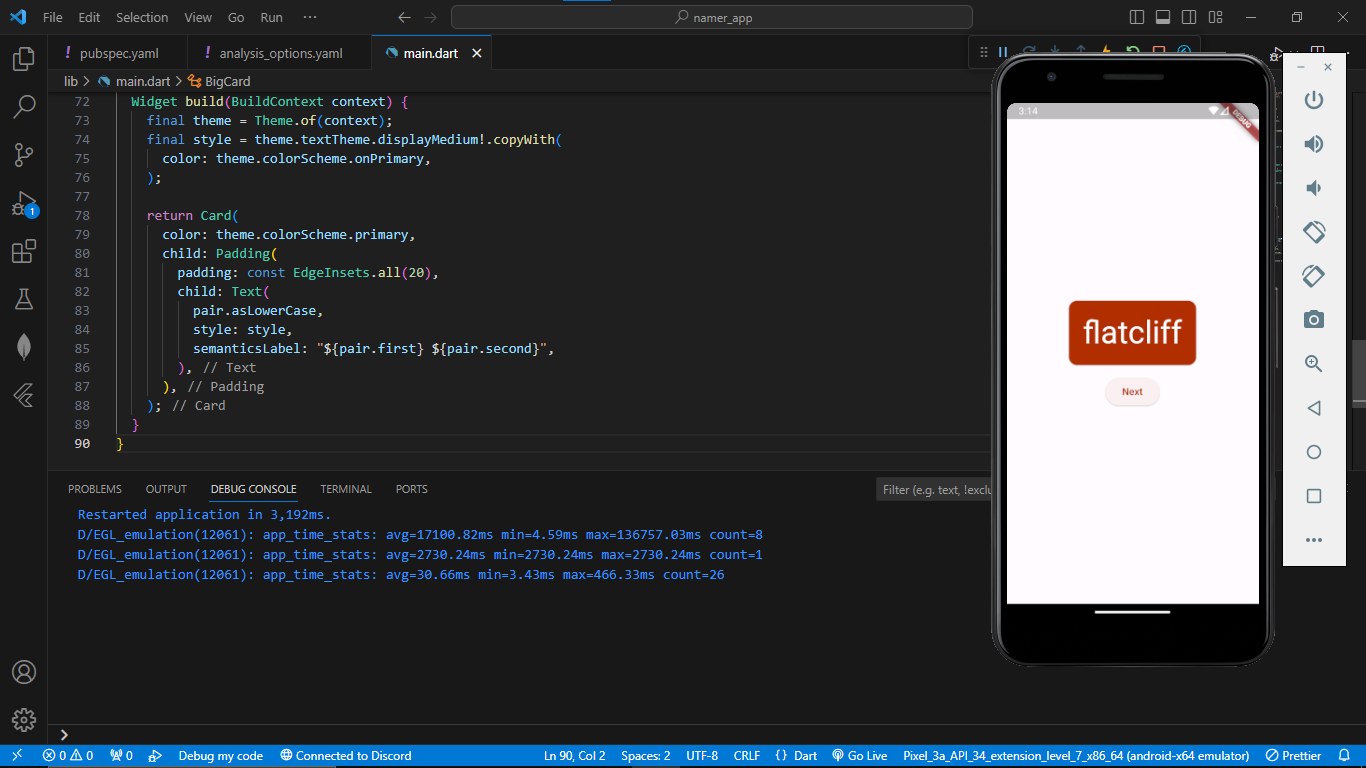 File Edit Selection View Go Run ··· namer_app
! pubspec.yaml ! analysis_options.yaml main.dart
lib > main.dart > BigCard
72 Widget build(BuildContext context) {
73 final theme = Theme.of(context);
74 final style = theme.textTheme.displayMedium!.copyWith(
75 color: theme.colorScheme.onPrimary,
76 );
77
78 return Card(
79 color: theme.colorScheme.primary,
80 child: Padding(
81 padding: const EdgeInsets.all(20),
82 child: Text(
83 pair.asLowerCase,
84 style: style,
85 semanticsLabel: "${pair.first} ${pair.second}",
86 ), // Text
87 ), // Padding
88 ); // Card
89 }
90 }
1
PROBLEMS OUTPUT DEBUG CONSOLE TERMINAL PORTS Filter (e.g. text, !exclu
Restarted application in 3,192ms.
D/EGL_emulation(12061): app_time_stats: avg=17100.82ms min=4.59ms max=136757.03ms count=8
D/EGL_emulation(12061): app_time_stats: avg=2730.24ms min=2730.24ms max=2730.24ms count=1
D/EGL_emulation(12061): app_time_stats: avg=30.66ms min=3.43ms max=466.33ms count=26
3:14
DEBUG
flatcliff
Next
0 0 0 Debug my code Connected to Discord Ln 90, Col 2 Spaces: 2 UTF-8 CRLF {} Dart Go Live Pixel_3a_API_34_extension_level_7_x86_64 (android-x64 emulator) Prettier